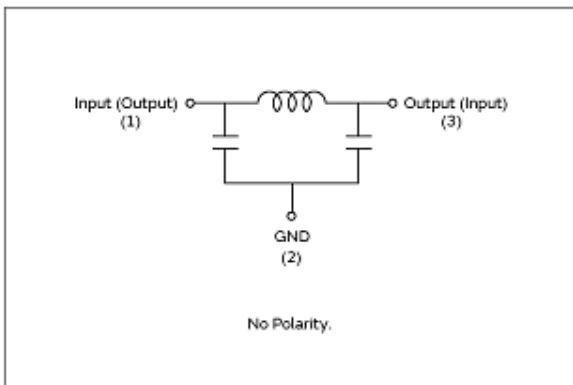 Input (Output)
(1)
Output (Input)
(3)
GND
(2)
No Polarity.